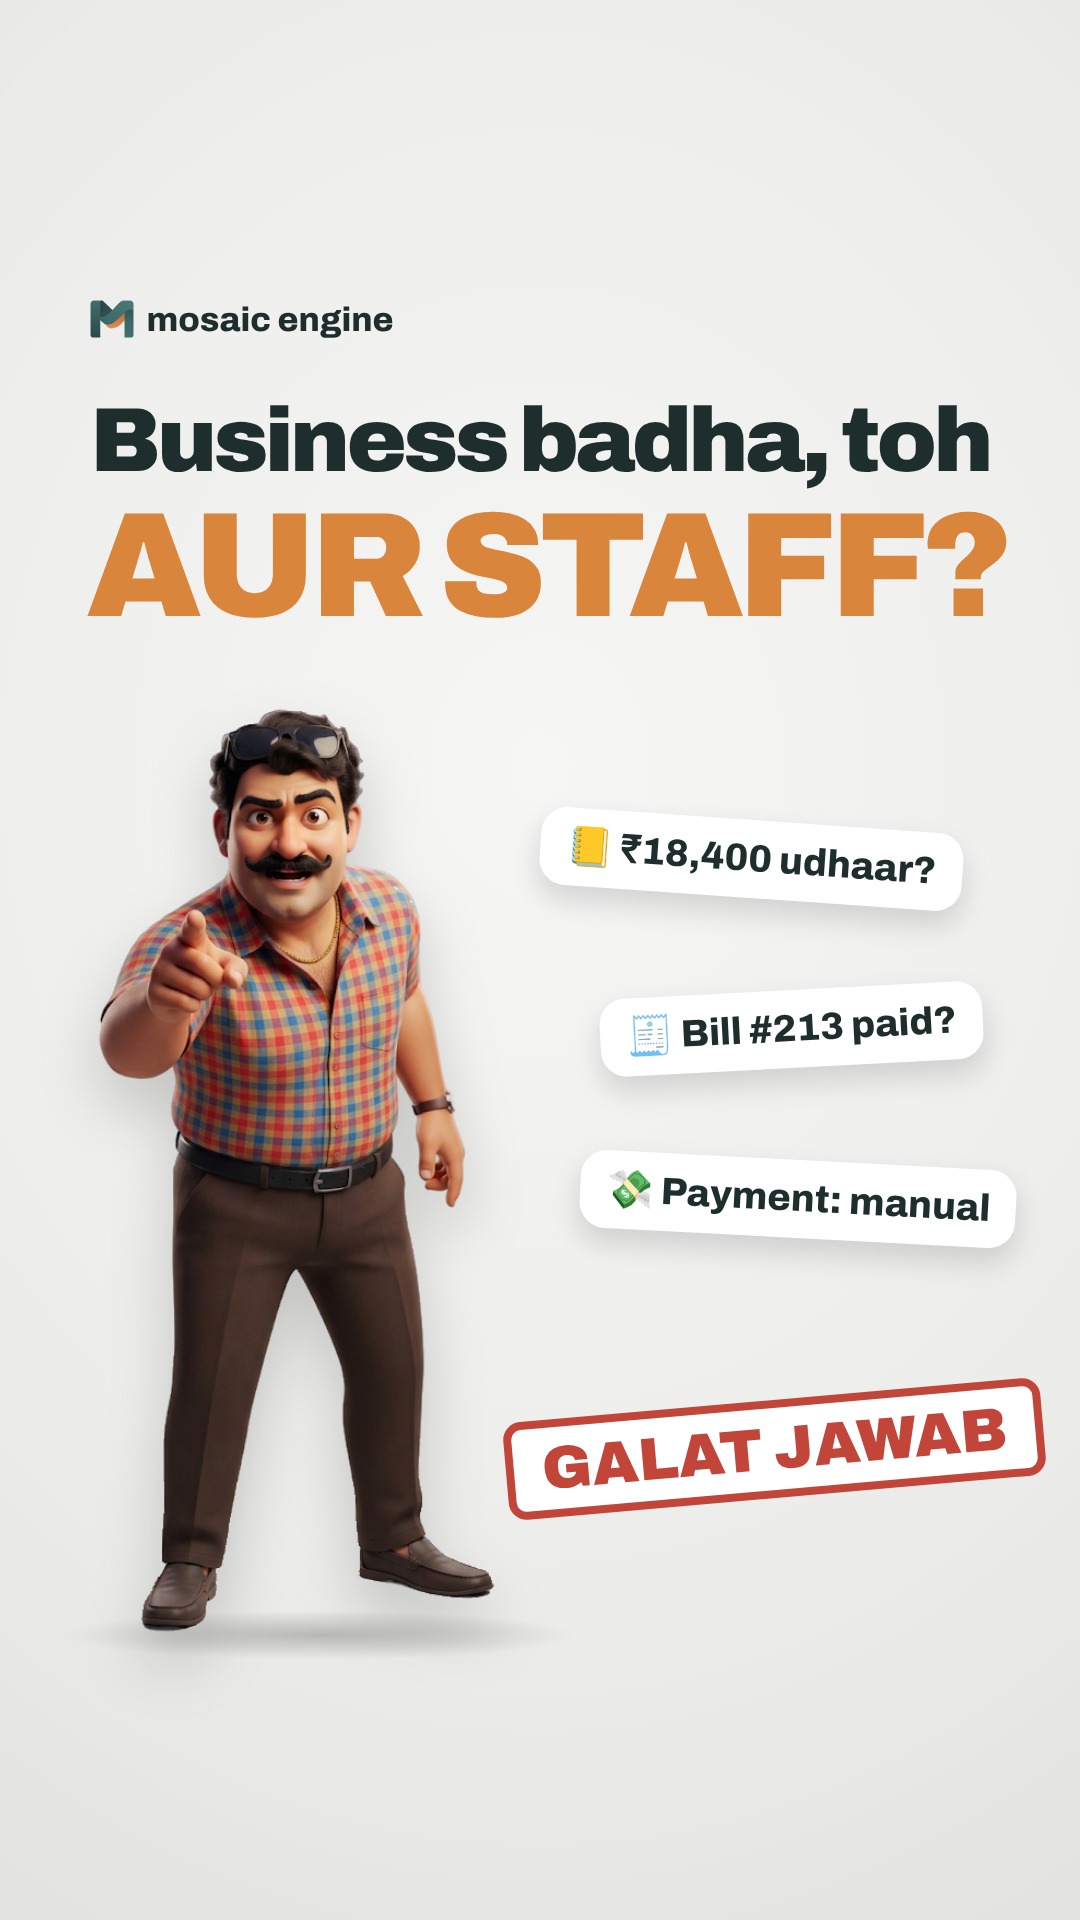 mosaic engine
Business badha, toh
AUR STAFF?
₹18,400 udhaar?
Bill #213 paid?
Payment: manual
GALAT JAWAB